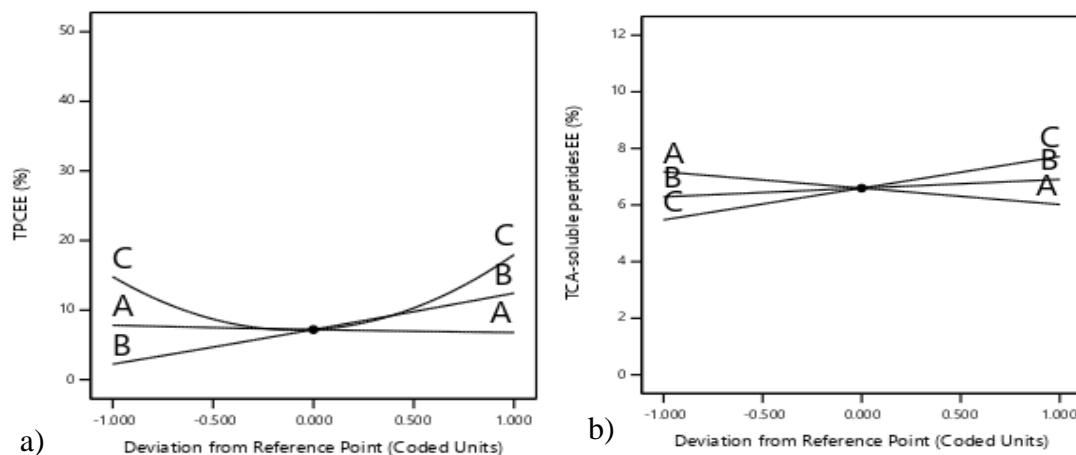 50
40
30
20
10
0
TPCEE (%)
C
A
B
C
B
A
-1.000 -0.500 0.000 0.500 1.000
Deviation from Reference Point (Coded Units)
a)
12
10
8
6
4
2
0
TCA-soluble peptidesEE (%)
A
B
C
C
B
A
-1.000 -0.500 0.000 0.500 1.000
Deviation from Reference Point (Coded Units)
b)